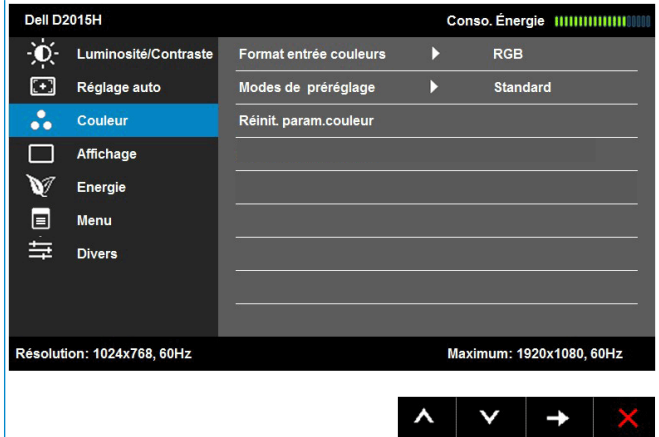 Dell D2015H Conso. Énergie
Luminosité/Contraste Format entrée couleurs RGB
Réglage auto Modes de préréglage Standard
Couleur Réinit. param.couleur
Affichage
Energie
Menu
Divers
Résolution: 1024x768, 60Hz Maximum: 1920x1080, 60Hz